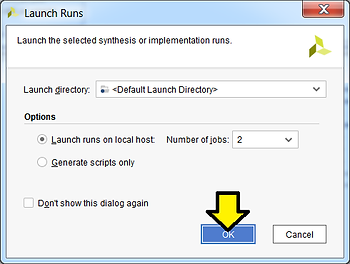 Launch Runs
Launch the selected synthesis or implementation runs.
Launch directory: <Default Launch Directory>
Options
Launch runs on local host: Number of jobs: 2
Generate scripts only
Don't show this dialog again
OK Cancel